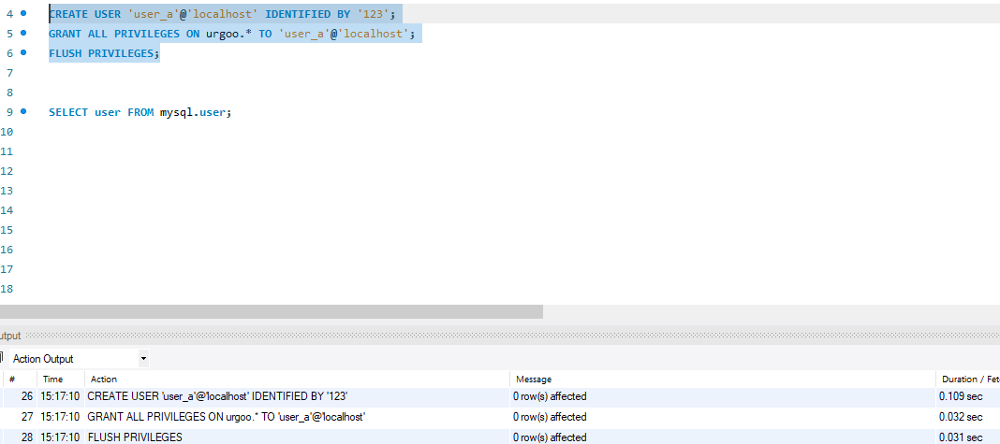 4 CREATE USER 'user_a'@'localhost' IDENTIFIED BY '123';
5 GRANT ALL PRIVILEGES ON urgoo.* TO 'user_a'@'localhost';
6 FLUSH PRIVILEGES;
7
8
9 SELECT user FROM mysql.user;
10
11
12
13
14
15
16
17
18
utput
Action Output
# Time Action Message Duration / Fet
26 15:17:10 CREATE USER 'user_a'@'localhost' IDENTIFIED BY '123' 0 row(s) affected 0.109 sec
27 15:17:10 GRANT ALL PRIVILEGES ON urgoo.* TO 'user_a'@'localhost' 0 row(s) affected 0.032 sec
28 15:17:10 FLUSH PRIVILEGES 0 row(s) affected 0.031 sec